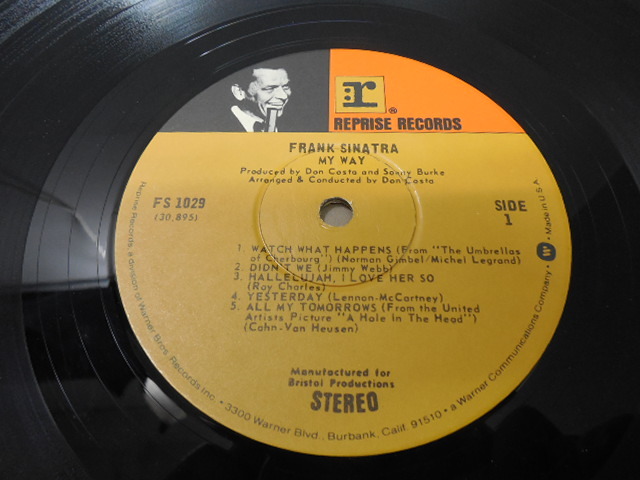 r
®
REPRISE RECORDS
FRANK SINATRA
MY WAY
Produced by Don Costa and Sonny Burke
Arranged & Conducted by Don Costa
FS 1029
(30,895)
SIDE
1
1. WATCH WHAT HAPPENS (From "The Umbrellas
of Cherbourg") (Norman Gimbel/Michel Legrand)
2. DIDN'T WE (Jimmy Webb)
3. HALLELUJAH, I LOVE HER SO
(Ray Charles)
4. YESTERDAY (Lennon-McCartney)
5. ALL MY TOMORROWS (From the United
Artists Picture "A Hole In The Head")
(Cahn-Van Heusen)
Manufactured for
Bristol Productions
STEREO
Reprise Records, a division of Warner Bros. Records Inc. • 3300 Warner Blvd., Burbank, Calif. 91510 • a Warner Communications Company • W • Made in U.S.A.